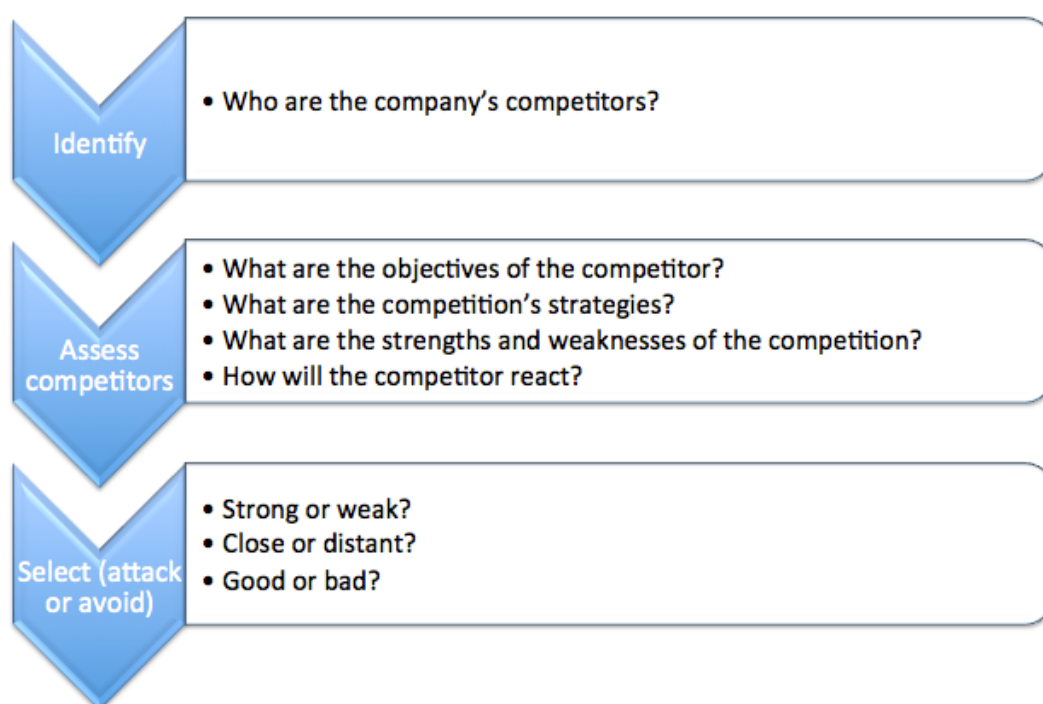 Identify
• Who are the company's competitors?
Assess
competitors
• What are the objectives of the competitor?
• What are the competition's strategies?
• What are the strengths and weaknesses of the competition?
• How will the competitor react?
Select (attack
or avoid)
• Strong or weak?
• Close or distant?
• Good or bad?